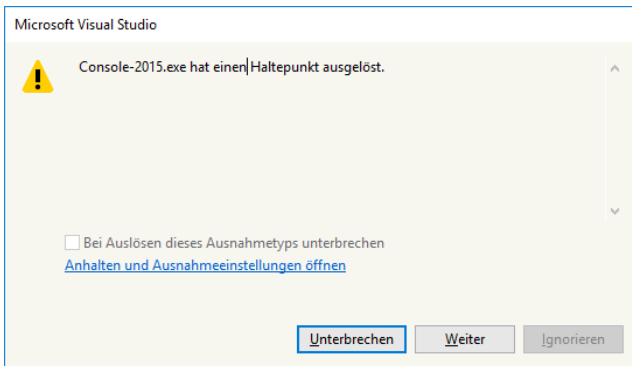 Microsoft Visual Studio
Console-2015.exe hat einen Haltepunkt ausgelöst.
Bei Auslösen dieses Ausnahmetyps unterbrechen
Anhalten und Ausnahmeeinstellungen öffnen
Unterbrechen Weiter Ignorieren